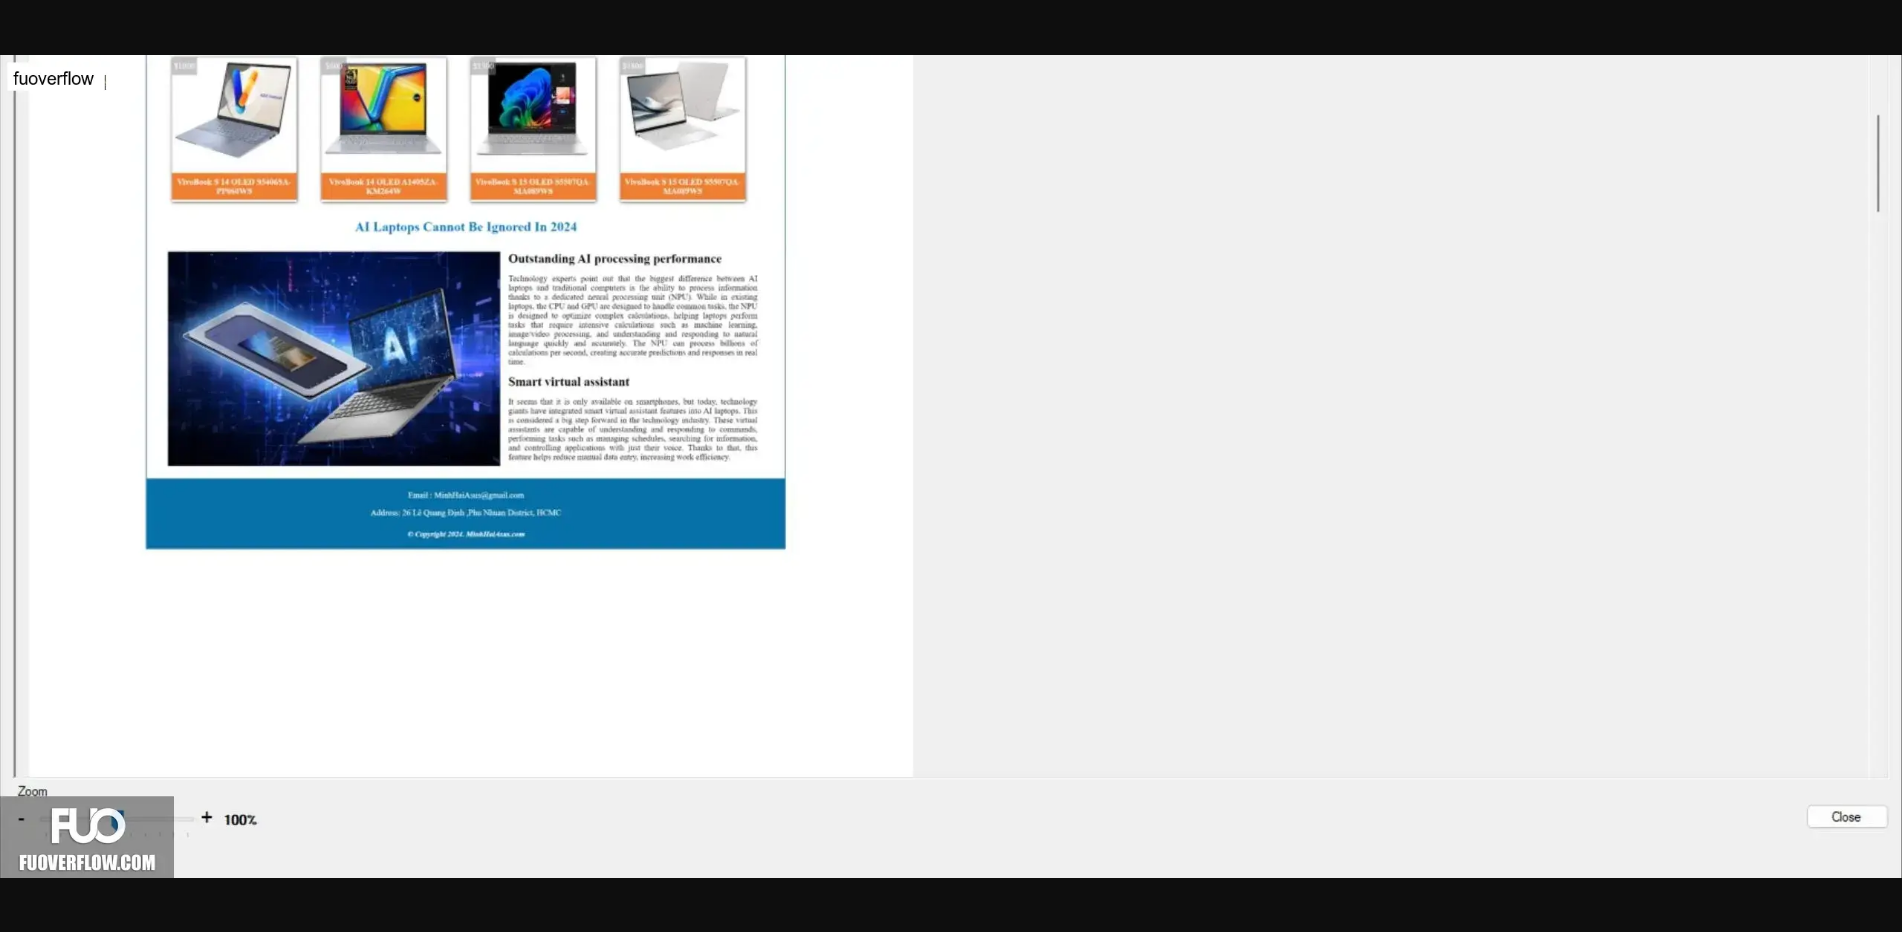 fuoverflow
$1000
VivoBook S 14 OLED S5406SA-
PP060WS
VivoBook 14 OLED A1405ZA-
KM264W
VivoBook S 15 OLED S5507QA-
MA089WS
VivoBook S 15 OLED S5507QA-
MA089WS
AI Laptops Cannot Be Ignored In 2024
AI
Outstanding AI processing performance
Technology experts point out that the biggest difference between AI
laptops and traditional computers is the ability to process information
thanks to a dedicated neural processing unit (NPU). While in existing
laptops, the CPU and GPU are designed to handle common tasks, the NPU
is designed to optimize complex calculations, helping laptops perform
tasks that require intensive calculations such as machine learning,
image/video processing, and understanding and responding to natural
language quickly and accurately. The NPU can process billions of
calculations per second, creating accurate predictions and responses in real
time.
Smart virtual assistant
It seems that it is only available on smartphones, but today, technology
giants have integrated smart virtual assistant features into AI laptops. This
is considered a big step forward in the technology industry. These virtual
assistants are capable of understanding and responding to commands,
performing tasks such as managing schedules, searching for information,
and controlling applications with just their voice. Thanks to that, this
feature helps reduce manual data entry, increasing work efficiency.
Email : MinhHaiAsus@gmail.com
Address: 26 Lê Quang Định ,Phu Nhuan District, HCMC
© Copyright 2024. MinhHaiAsus.com
Zoom
- + 100%
Close
FUO
FUOVERFLOW.COM